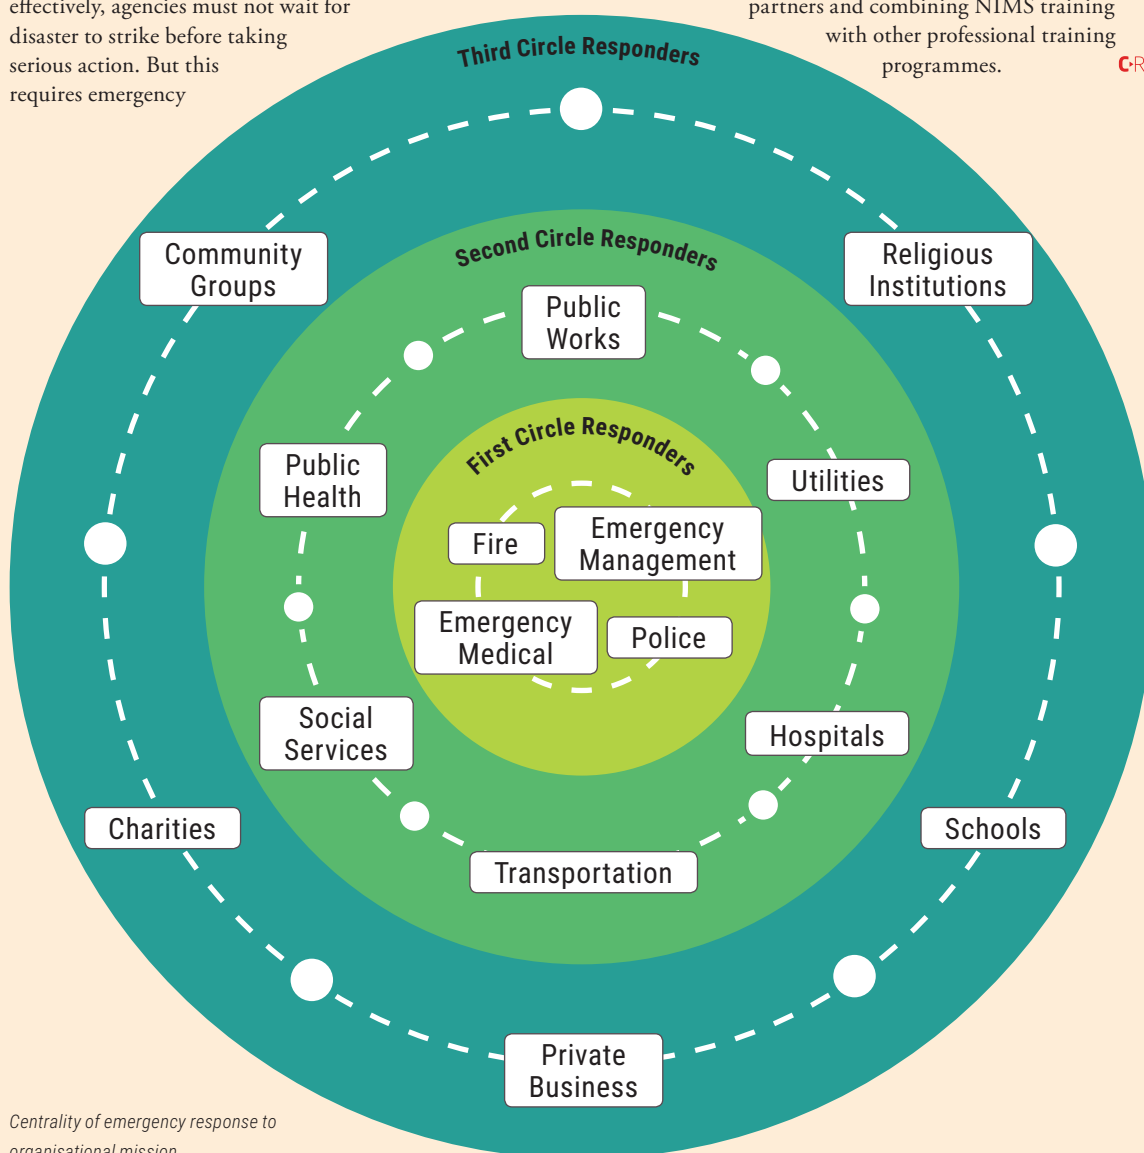 effectively, agencies must not wait for
disaster to strike before taking
serious action. But this
requires emergency
partners and combining NIMS training
with other professional training
programmes.
C·R
Third Circle Responders
Community
Groups
Religious
Institutions
Second Circle Responders
Public
Works
Public
Health
Utilities
First Circle Responders
Fire
Emergency
Management
Emergency
Medical
Police
Social
Services
Hospitals
Transportation
Charities
Schools
Private
Business
Centrality of emergency response to
organisational mission